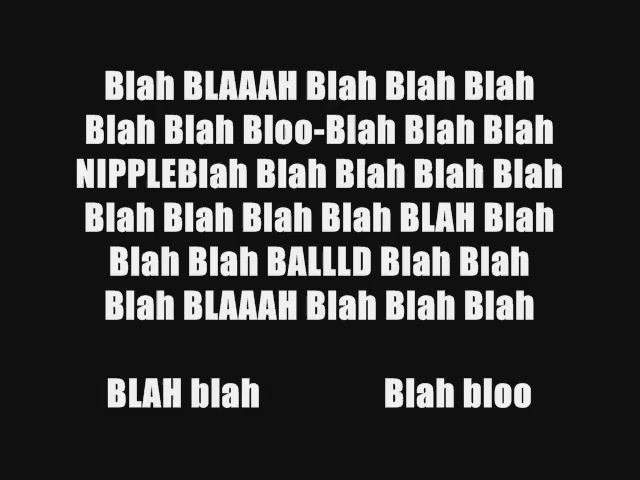 Blah BLAAAH Blah Blah Blah
Blah Blah Bloo-Blah Blah Blah
NIPPLEBlah Blah Blah Blah Blah
Blah Blah Blah Blah BLAH Blah
Blah Blah BALLLD Blah Blah
Blah BLAAAH Blah Blah Blah
BLAH blah Blah bloo